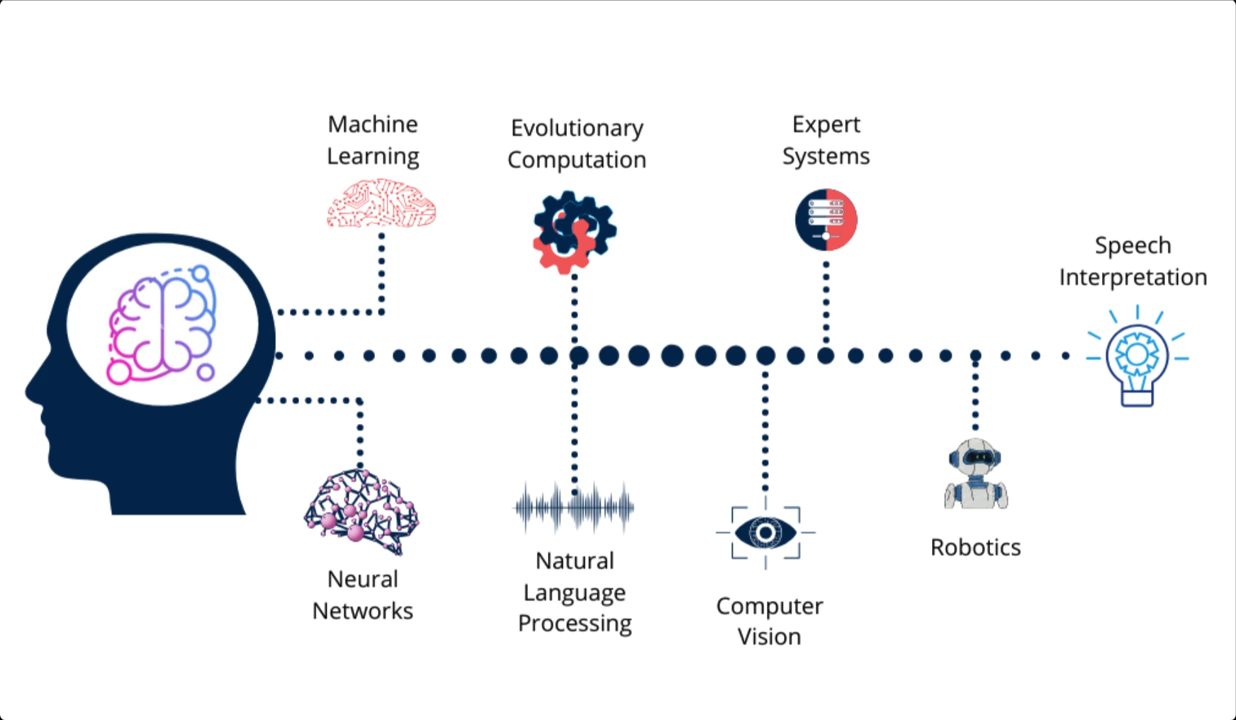 Machine
Learning
Evolutionary
Computation
Expert
Systems
Speech
Interpretation
Neural
Networks
Natural
Language
Processing
Computer
Vision
Robotics